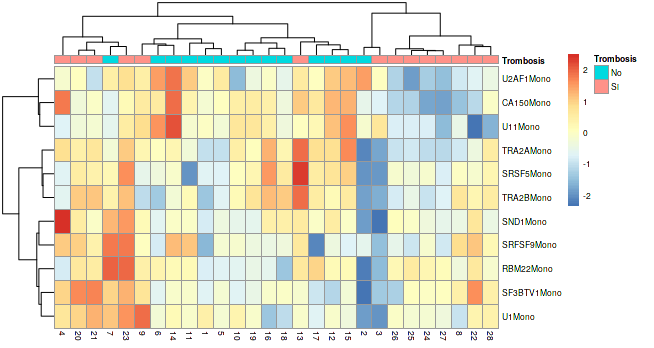 Trombosis
U2AF1Mono
CA150Mono
U11Mono
TRA2AMono
SRSF5Mono
TRA2BMono
SND1Mono
SRFSF9Mono
RBM22Mono
SF3BTV1Mono
U1Mono
4 20 21 7 23 9 6 14 11 1 5 10 19 16 18 13 17 12 15 2 3 26 25 24 27 8 22 28
2
1
0
-1
-2
Trombosis
No
SI